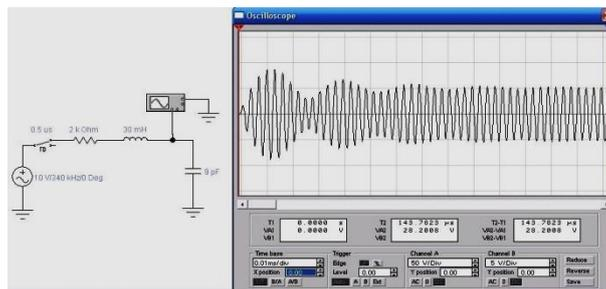 Oscilloscope
0.5 us
2 k Ohm
30 mH
TD
9 pF
10 V/240 kHz/0 Deg
T1 0.0000 s
VA1 0.0000 V
VB1
T2 143.7823 µs
VA2 28.2008 V
VB2
T2-T1 143.7823 µs
VA2-VA1 28.2008 V
VB2-VB1
Time base
0.01ms/div
X position 0.00
B/A A/B
Trigger
Edge
Level 0.00
A B Ext
Channel A
50 V/Div
Y position 0.00
AC 0
Channel B
5 V/Div
Y position 0.00
AC 0
Reduce
Reverse
Save